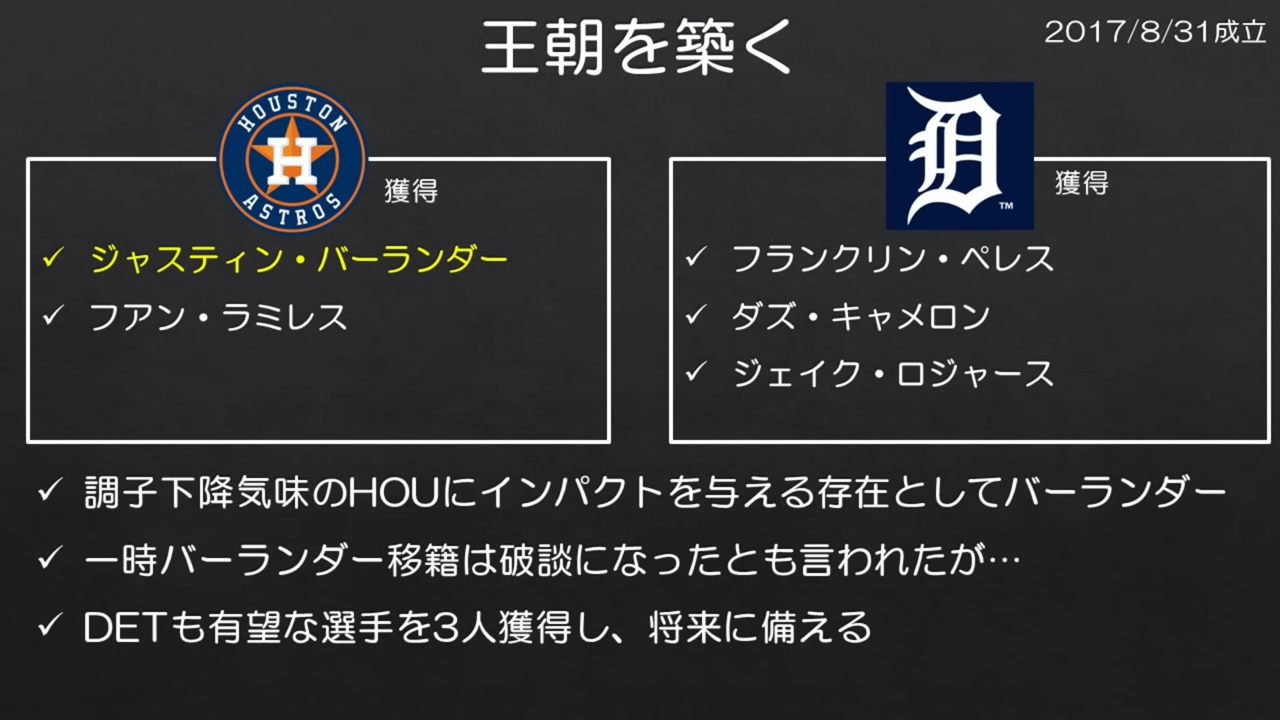 王朝を築く
2017/8/31成立
HOUSTON
H
ASTROS
獲得
✓ ジャスティン・バーランダー
✓ フアン・ラミレス
D
TM
獲得
✓ フランクリン・ペレス
✓ ダズ・キャメロン
✓ ジェイク・ロジャース
✓ 調子下降気味のHOUにインパクトを与える存在としてバーランダー
✓ 一時バーランダー移籍は破談になったとも言われたが…
✓ DETも有望な選手を3人獲得し、将来に備える